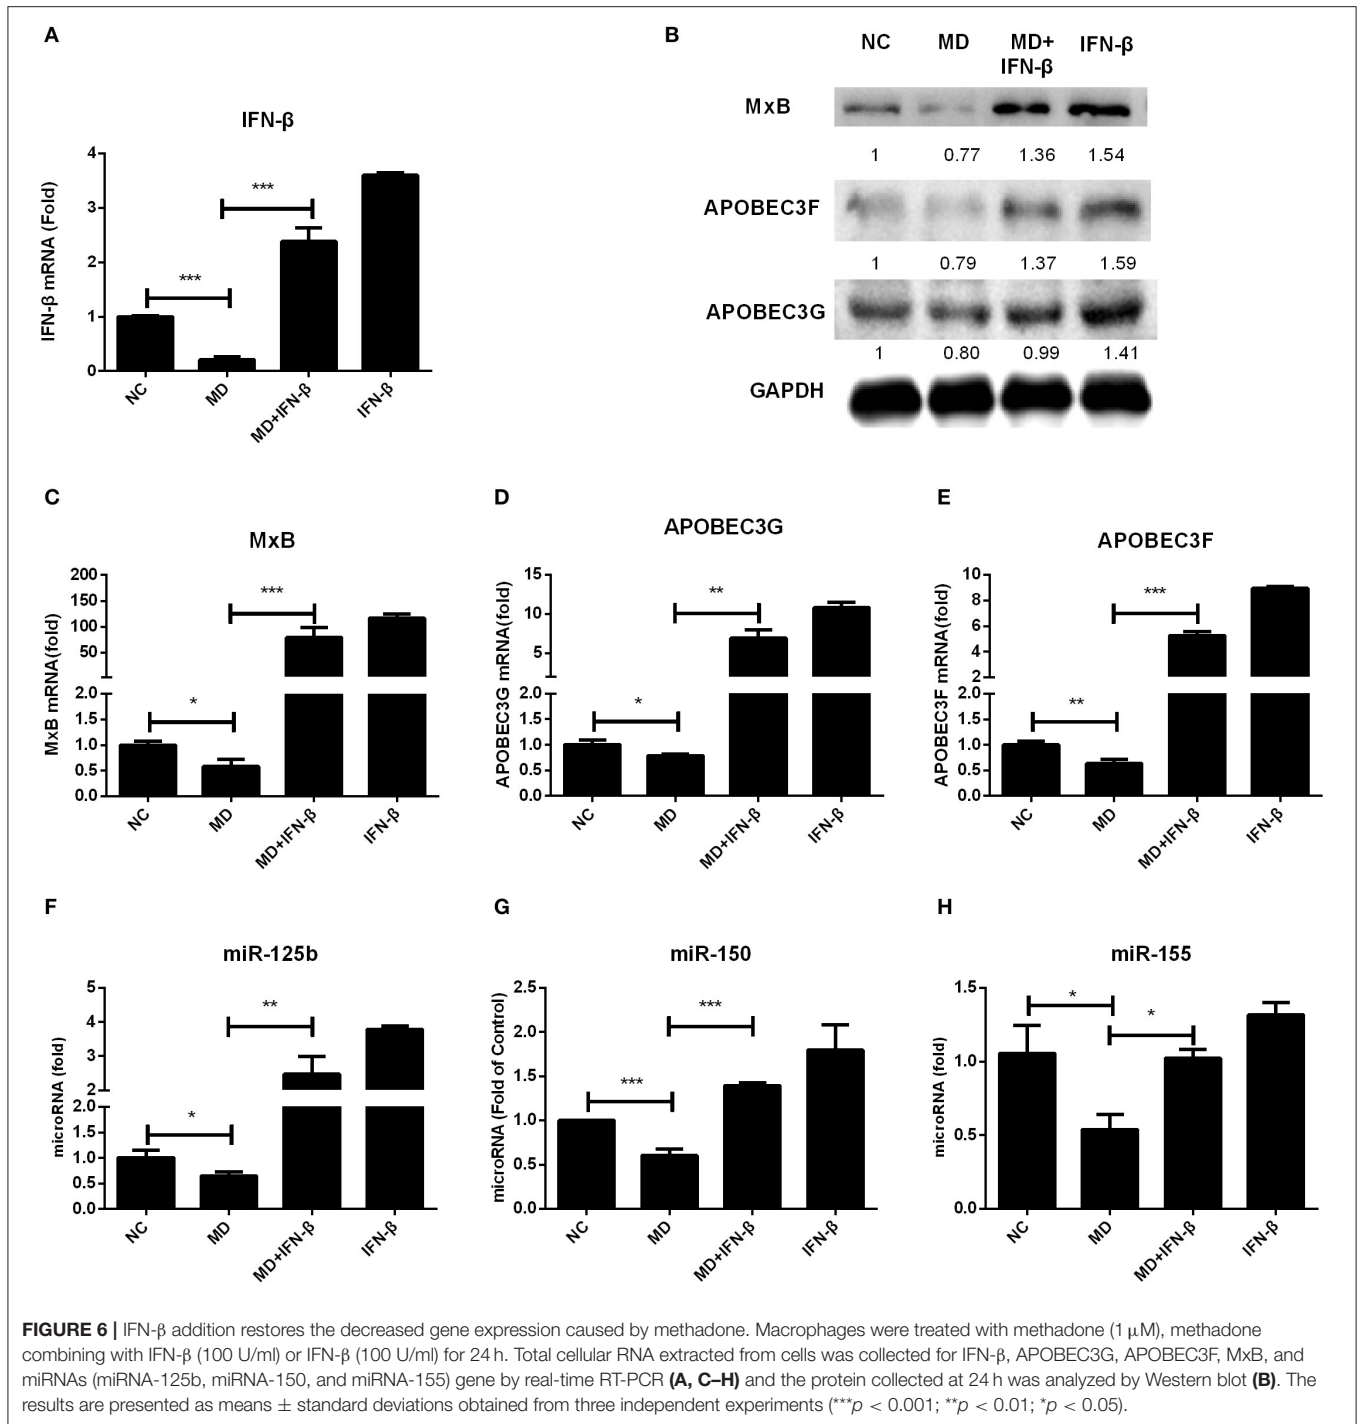 A
IFN-β
IFN-β mRNA (Fold)
4
3
2
1
0
***
***
NC
MD
MD+IFN-β
IFN-β
B
NC MD MD+ IFN-β
IFN-β
MxB
1 0.77 1.36 1.54
APOBEC3F
1 0.79 1.37 1.59
APOBEC3G
1 0.80 0.99 1.41
GAPDH
C
MxB
MxB mRNA(fold)
200
150
100
50
2.0
1.5
1.0
0.5
0.0
***
*
NC
MD
MD+IFN-β
IFN-β
D
APOBEC3G
APOBEC3G mRNA(fold)
15
10
5
2.0
1.5
1.0
0.5
0.0
**
*
NC
MD
MD+IFN-β
IFN-β
E
APOBEC3F
APOBEC3F mRNA(fold)
10
8
6
4
2
2.0
1.5
1.0
0.5
0.0
***
**
NC
MD
MD+IFN-β
IFN-β
F
miR-125b
microRNA (fold)
5
4
3
2
2.0
1.5
1.0
0.5
0.0
**
*
NC
MD
MD+IFN-β
IFN-β
G
miR-150
microRNA (Fold of Control)
2.5
2.0
1.5
1.0
0.5
0.0
***
***
NC
MD
MD+IFN-β
IFN-β
H
miR-155
microRNA (fold)
1.5
1.0
0.5
0.0
*
*
NC
MD
MD+IFN-β
IFN-β
FIGURE 6 | IFN-β addition restores the decreased gene expression caused by methadone. Macrophages were treated with methadone (1 μM), methadone
combining with IFN-β (100 U/ml) or IFN-β (100 U/ml) for 24 h. Total cellular RNA extracted from cells was collected for IFN-β, APOBEC3G, APOBEC3F, MxB, and
miRNAs (miRNA-125b, miRNA-150, and miRNA-155) gene by real-time RT-PCR (A, C–H) and the protein collected at 24 h was analyzed by Western blot (B). The
results are presented as means ± standard deviations obtained from three independent experiments (***p < 0.001; **p < 0.01; *p < 0.05).